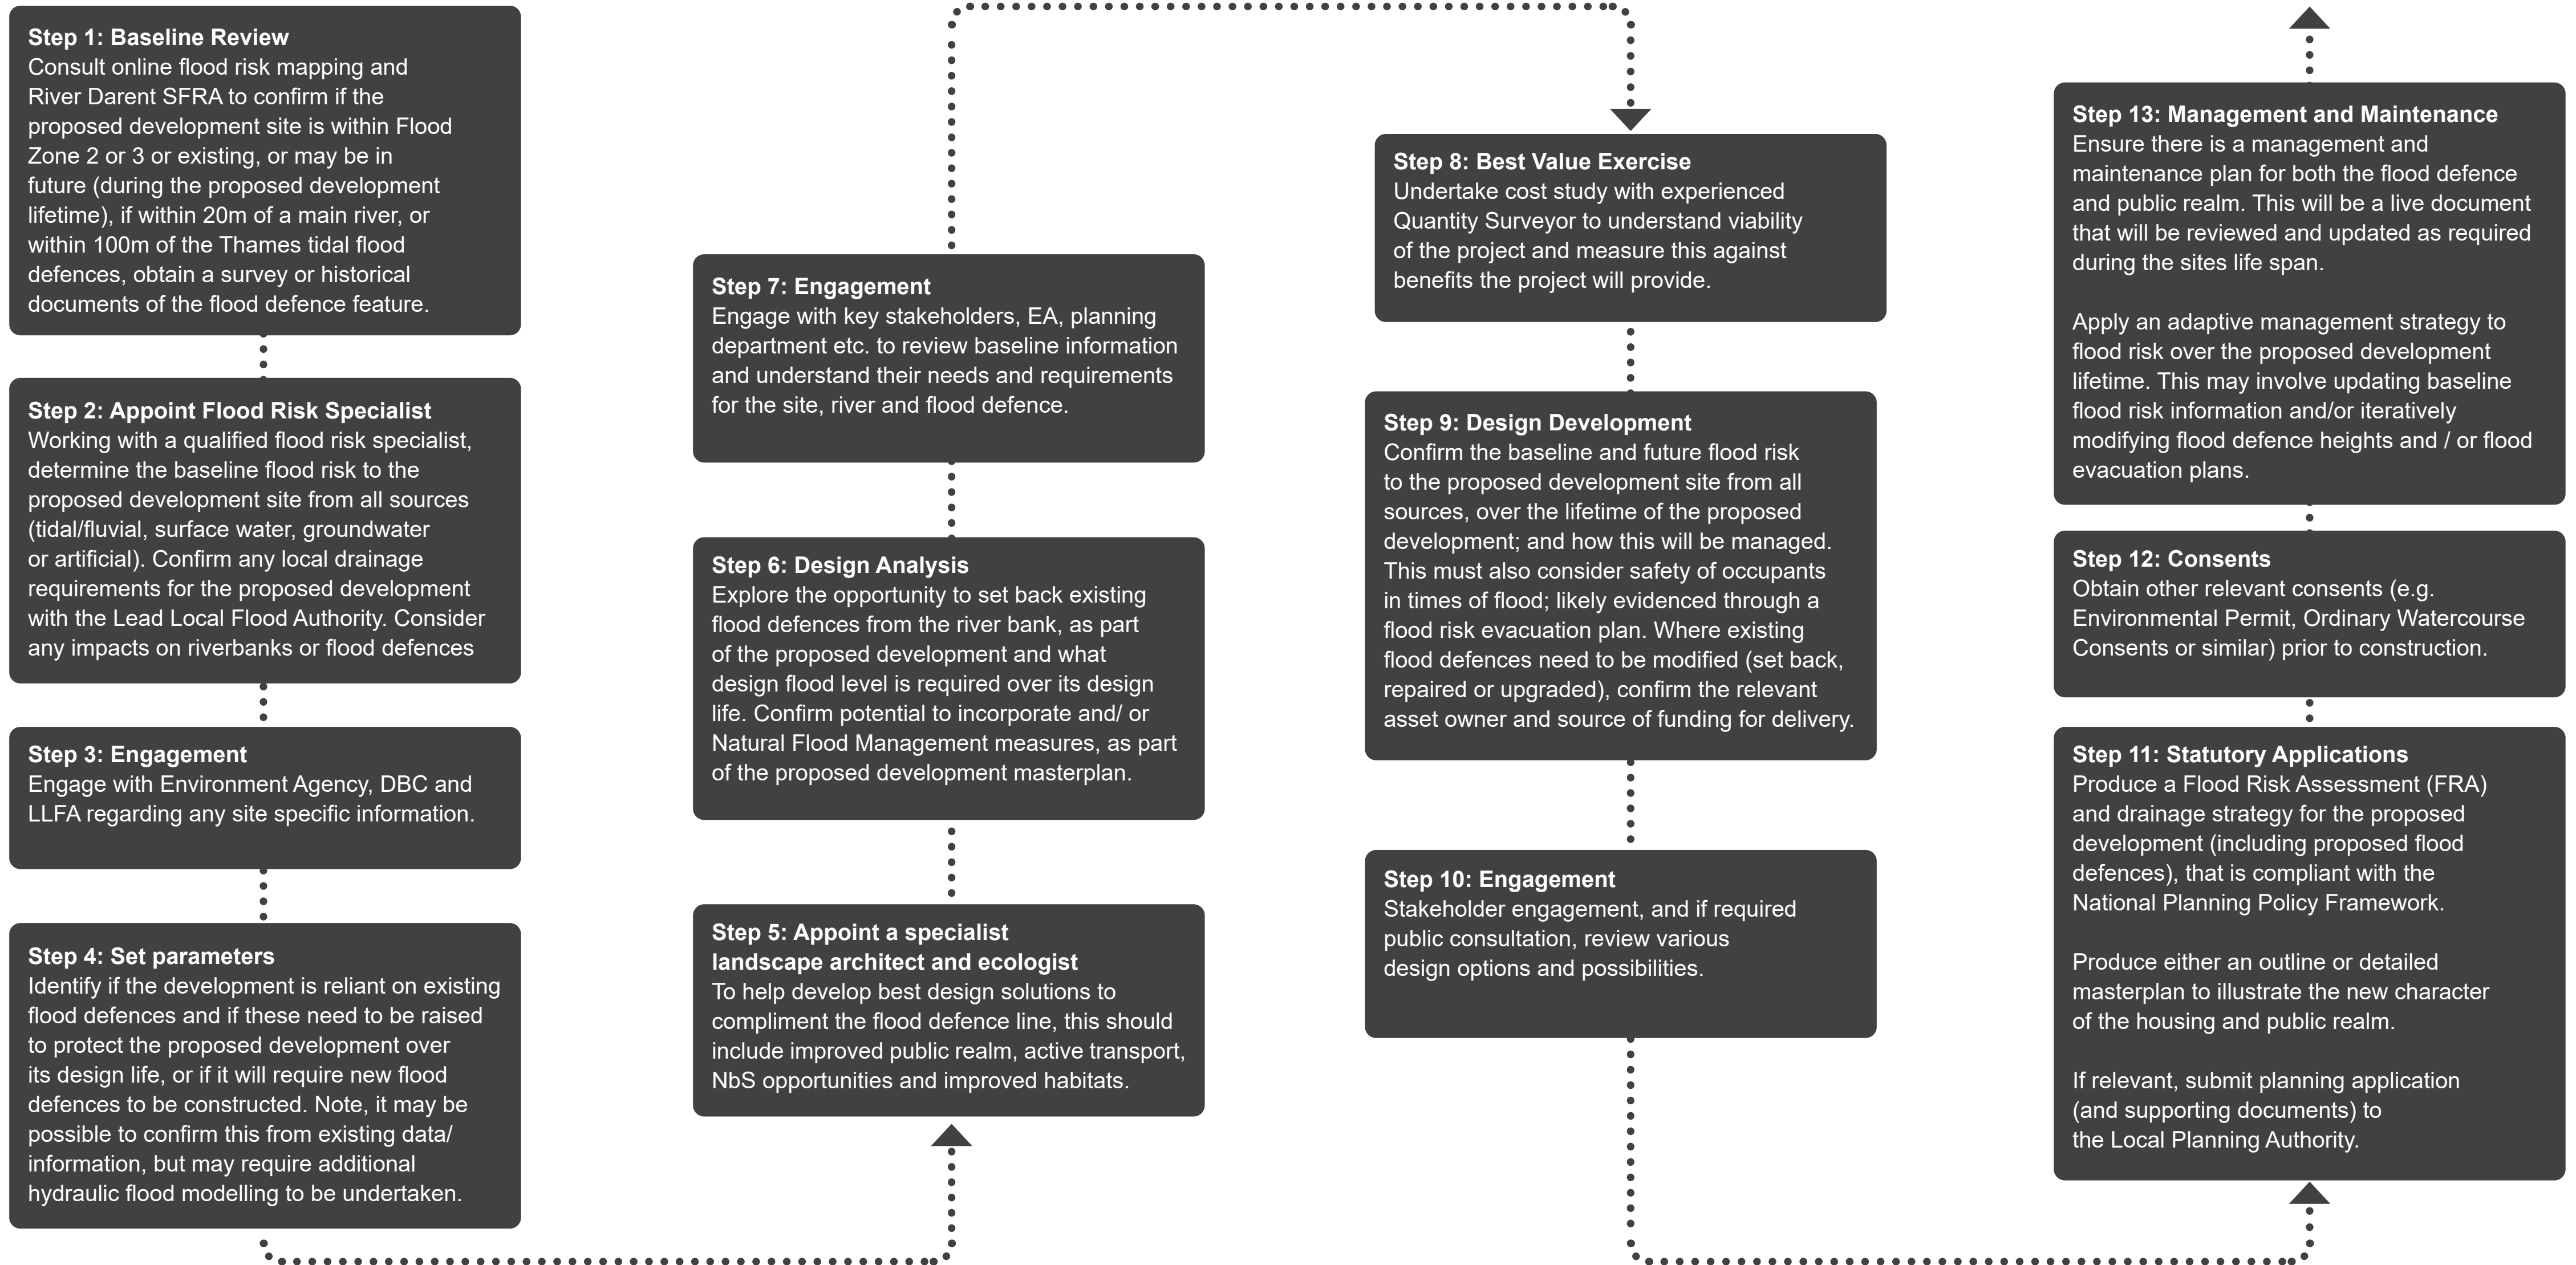 Step 1: Baseline Review
Consult online flood risk mapping and
River Darent SFRA to confirm if the
proposed development site is within Flood
Zone 2 or 3 or existing, or may be in
future (during the proposed development
lifetime), if within 20m of a main river, or
within 100m of the Thames tidal flood
defences, obtain a survey or historical
documents of the flood defence feature.
Step 2: Appoint Flood Risk Specialist
Working with a qualified flood risk specialist,
determine the baseline flood risk to the
proposed development site from all sources
(tidal/fluvial, surface water, groundwater
or artificial). Confirm any local drainage
requirements for the proposed development
with the Lead Local Flood Authority. Consider
any impacts on riverbanks or flood defences
Step 3: Engagement
Engage with Environment Agency, DBC and
LLFA regarding any site specific information.
Step 4: Set parameters
Identify if the development is reliant on existing
flood defences and if these need to be raised
to protect the proposed development over
its design life, or if it will require new flood
defences to be constructed. Note, it may be
possible to confirm this from existing data/
information, but may require additional
hydraulic flood modelling to be undertaken.
Step 5: Appoint a specialist
landscape architect and ecologist
To help develop best design solutions to
compliment the flood defence line, this should
include improved public realm, active transport,
NbS opportunities and improved habitats.
Step 6: Design Analysis
Explore the opportunity to set back existing
flood defences from the river bank, as part
of the proposed development and what
design flood level is required over its design
life. Confirm potential to incorporate and/ or
Natural Flood Management measures, as part
of the proposed development masterplan.
Step 7: Engagement
Engage with key stakeholders, EA, planning
department etc. to review baseline information
and understand their needs and requirements
for the site, river and flood defence.
Step 8: Best Value Exercise
Undertake cost study with experienced
Quantity Surveyor to understand viability
of the project and measure this against
benefits the project will provide.
Step 9: Design Development
Confirm the baseline and future flood risk
to the proposed development site from all
sources, over the lifetime of the proposed
development; and how this will be managed.
This must also consider safety of occupants
in times of flood; likely evidenced through a
flood risk evacuation plan. Where existing
flood defences need to be modified (set back,
repaired or upgraded), confirm the relevant
asset owner and source of funding for delivery.
Step 10: Engagement
Stakeholder engagement, and if required
public consultation, review various
design options and possibilities.
Step 11: Statutory Applications
Produce a Flood Risk Assessment (FRA)
and drainage strategy for the proposed
development (including proposed flood
defences), that is compliant with the
National Planning Policy Framework.
Produce either an outline or detailed
masterplan to illustrate the new character
of the housing and public realm.
If relevant, submit planning application
(and supporting documents) to
the Local Planning Authority.
Step 12: Consents
Obtain other relevant consents (e.g.
Environmental Permit, Ordinary Watercourse
Consents or similar) prior to construction.
Step 13: Management and Maintenance
Ensure there is a management and
maintenance plan for both the flood defence
and public realm. This will be a live document
that will be reviewed and updated as required
during the sites life span.
Apply an adaptive management strategy to
flood risk over the proposed development
lifetime. This may involve updating baseline
flood risk information and/or iteratively
modifying flood defence heights and / or flood
evacuation plans.